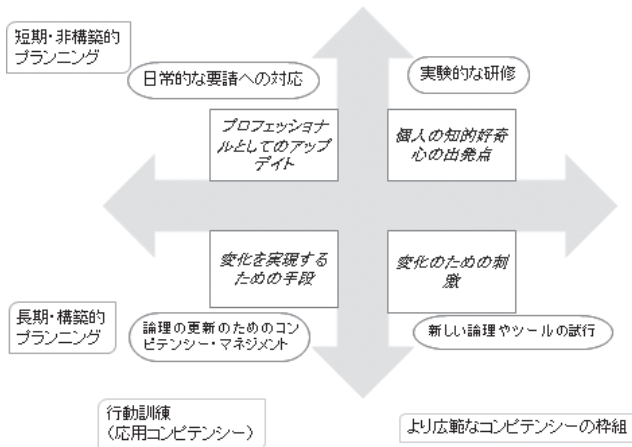 短期・非構築的
プランニング
日常的な要請への対応
実験的な研修
プロフェッショナ
ルとしてのアップ
デイト
個人の知的好奇
心の出発点
変化を実現する
ための手段
変化のための刺
激
長期・構築的
プランニング
論理の更新のためのコン
ピテンシー・マネジメント
新しい論理やツールの試行
行動訓練
（応用コンピテンシー）
より広範なコンピテンシーの枠組